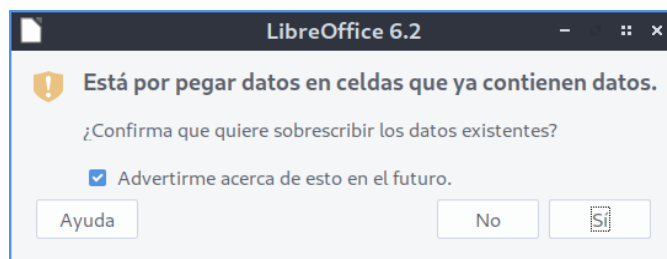 LibreOffice 6.2
Está por pegar datos en celdas que ya contienen datos.
¿Confirma que quiere sobrescribir los datos existentes?
Advertirme acerca de esto en el futuro.
Ayuda No Sí